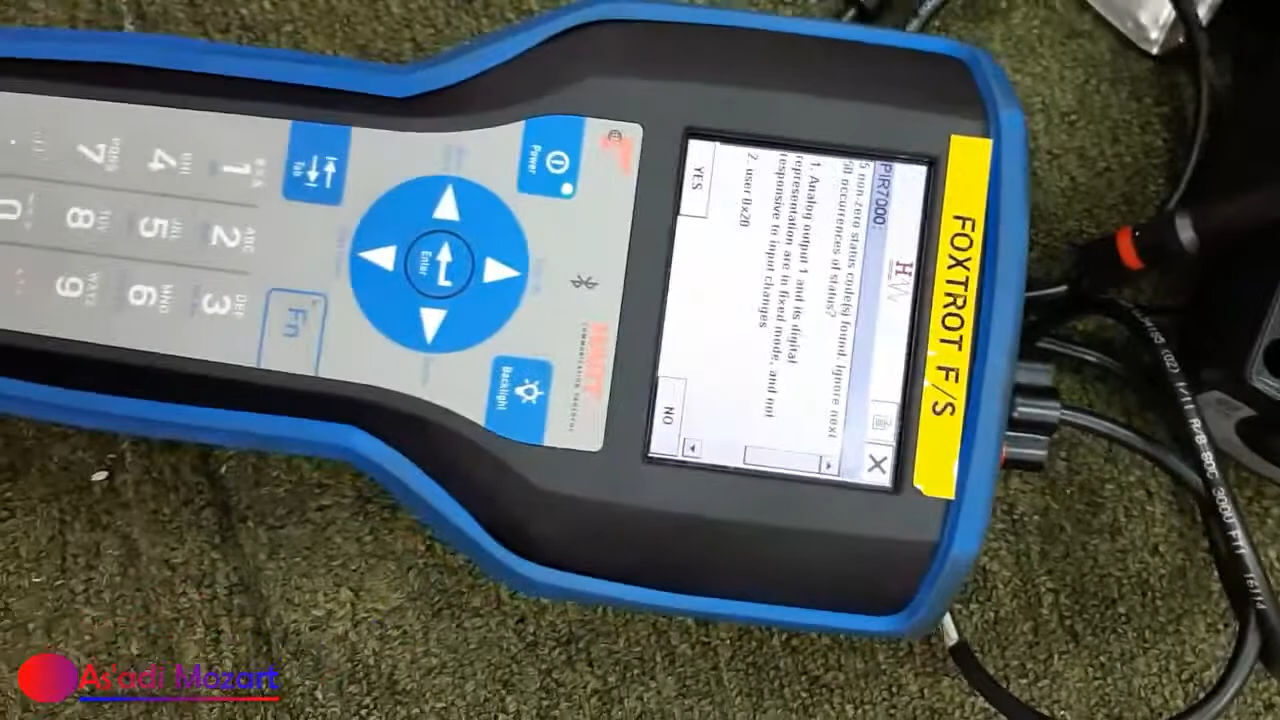 FOXTROT F/S
PIR7000:
5 non-zero status code(s) found. Ignore next
50 occurrences of status?
1. Analog output 1 and its digital
representation are in fixed mode, and not
responsive to input changes
2. user 0x20
YES
NO
Power
Tab
Enter
Backlight
COMMUNICATION PROTOCOL
Fn
1
2
ABC
3
DEF
4
GHI
5
JKL
6
MNO
7
PQRS
8
TUV
9
WXYZ
0
300V FT1
As'adi Mozart